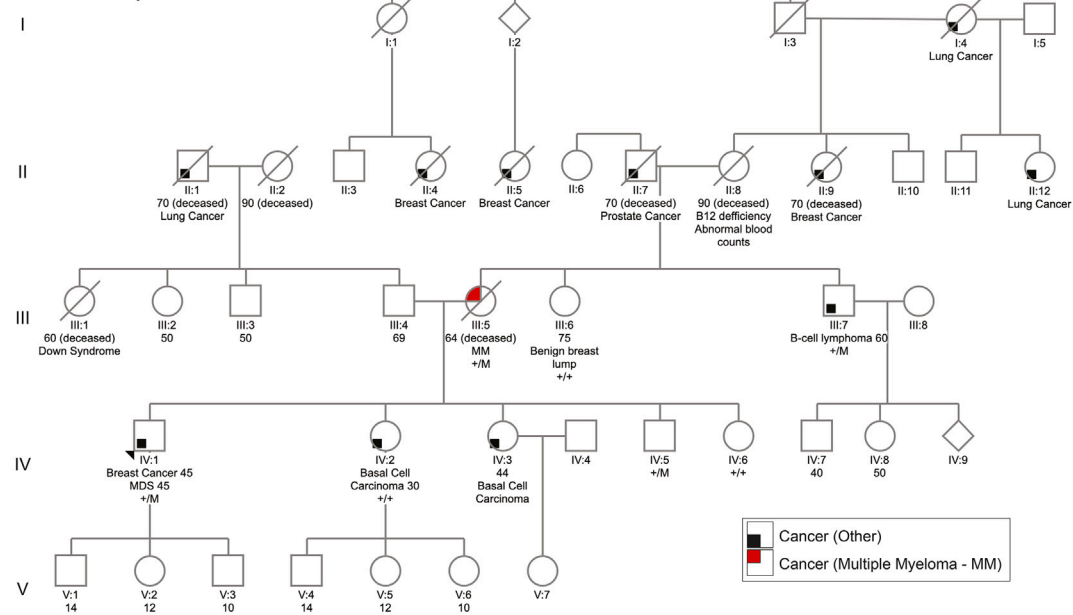 I
I:1
I:2
I:3
I:4
Lung Cancer
I:5
II
II:1
70 (deceased)
Lung Cancer
II:2
90 (deceased)
II:3
II:4
Breast Cancer
II:5
Breast Cancer
II:6
II:7
70 (deceased)
Prostate Cancer
II:8
90 (deceased)
B12 defficiency
Abnormal blood
counts
II:9
70 (deceased)
Breast Cancer
II:10
II:11
II:12
Lung Cancer
III
III:1
60 (deceased)
Down Syndrome
III:2
50
III:3
50
III:4
69
III:5
64 (deceased)
MM
+/M
III:6
75
Benign breast
lump
+/+
III:7
B-cell lymphoma 60
+/M
III:8
IV
IV:1
Breast Cancer 45
MDS 45
+/M
IV:2
Basal Cell
Carcinoma 30
+/+
IV:3
44
Basal Cell
Carcinoma
IV:4
IV:5
+/M
IV:6
+/+
IV:7
40
IV:8
50
IV:9
V
V:1
14
V:2
12
V:3
10
V:4
14
V:5
12
V:6
10
V:7
Cancer (Other)
Cancer (Multiple Myeloma - MM)